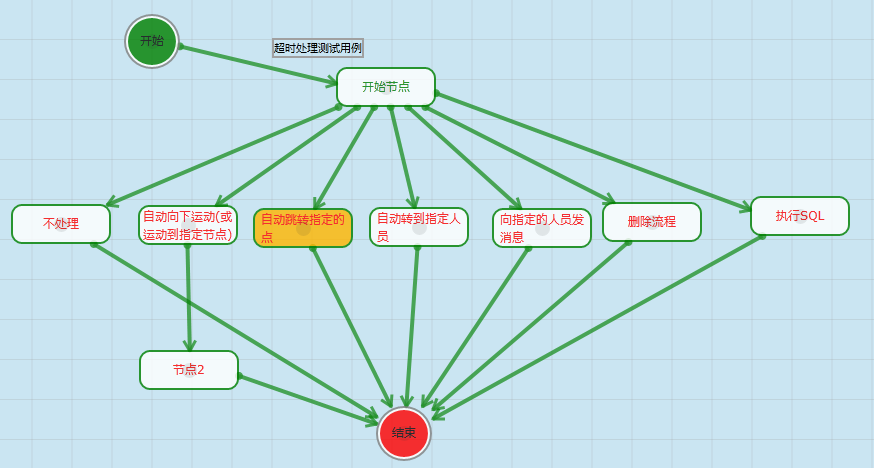 开始
超时处理测试用例
开始节点
不处理
自动向下运动(或
运动到指定节点)
自动跳转指定的
点
自动转到指定人
员
向指定的人员发
消息
删除流程
执行SQL
节点2
结束